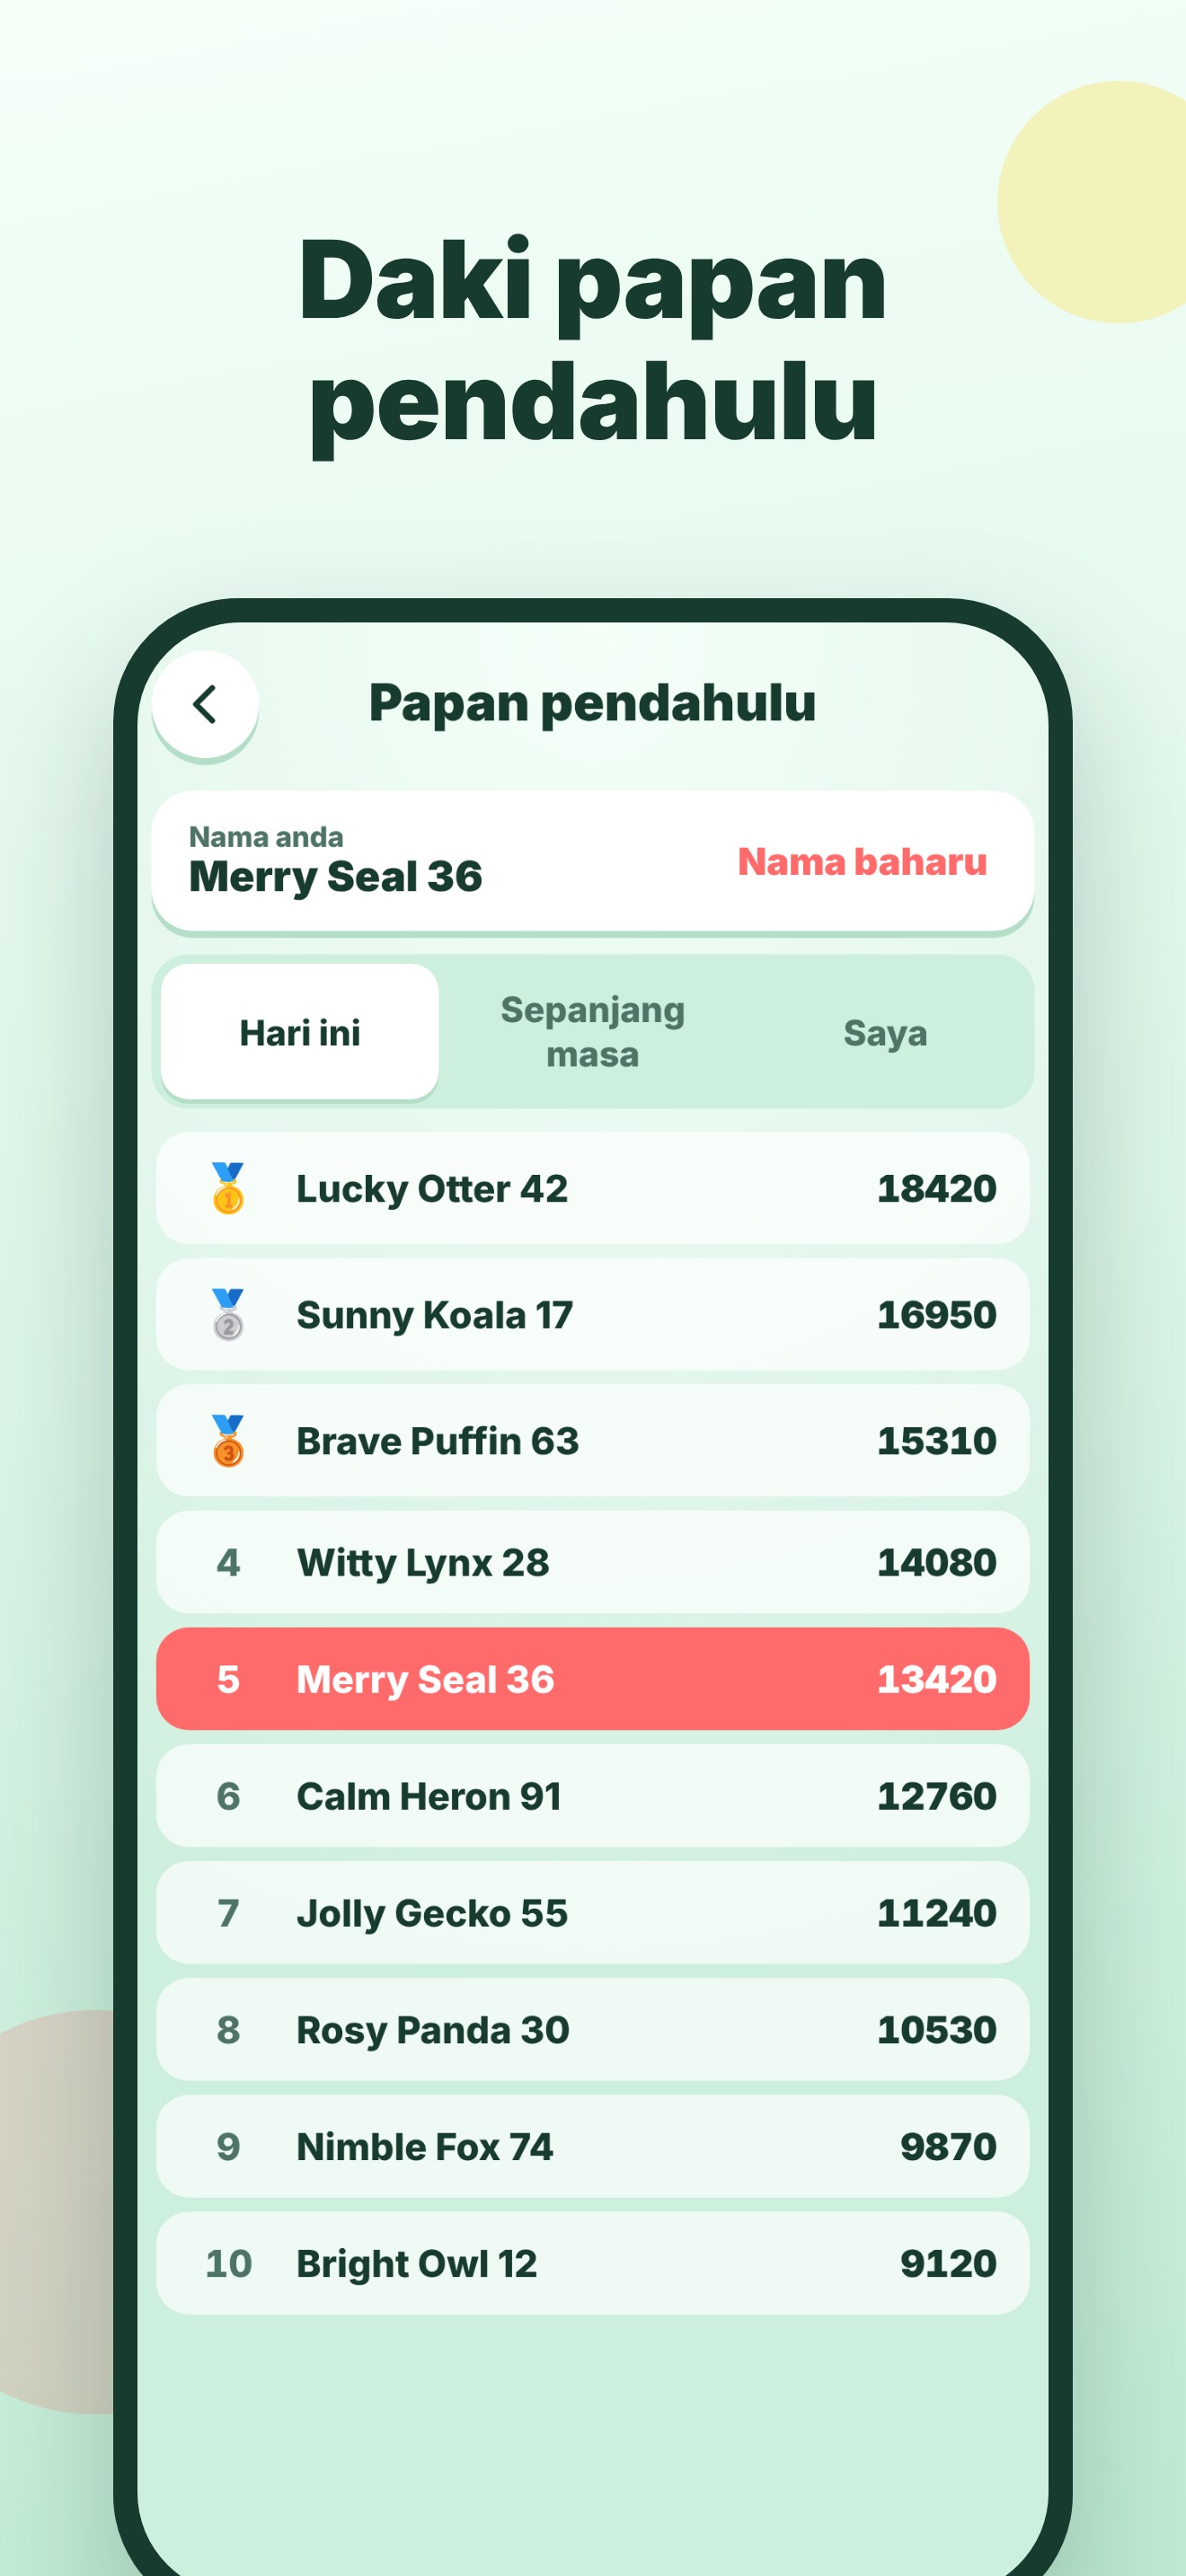 Daki papan
pendahulu
Papan pendahulu
Nama anda
Merry Seal 36
Nama baharu
Hari ini
Sepanjang
masa
Saya
1 Lucky Otter 42 18420
2 Sunny Koala 17 16950
3 Brave Puffin 63 15310
4 Witty Lynx 28 14080
5 Merry Seal 36 13420
6 Calm Heron 91 12760
7 Jolly Gecko 55 11240
8 Rosy Panda 30 10530
9 Nimble Fox 74 9870
10 Bright Owl 12 9120